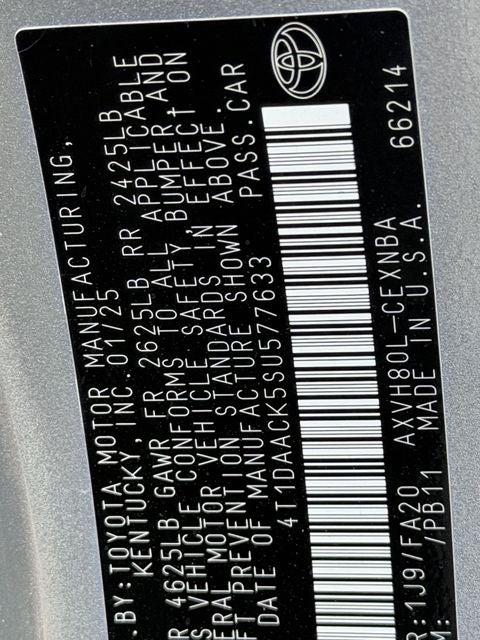 .BY:TOYOTA MOTOR MANUFACTURING,
KENTUCKY, INC. 01/25
R 4625LB GAWR FR 2625LB RR 2425LB
S VEHICLE CONFORMS TO ALL APPLICABLE
ERAL MOTOR VEHICLE SAFETY, BUMPER, AND
FT PREVENTION STANDARDS IN EFFECT ON
DATE OF MANUFACTURE SHOWN ABOVE.
4T1DAACK5SU577633 PASS.CAR
R:1J9/FA20 AXVH80L-CEXNBA
M: /PB11 MADE IN U.S.A. 66214